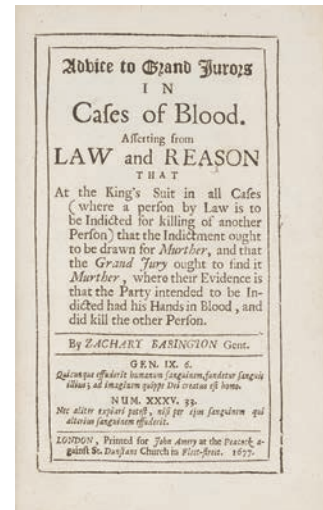 Advice to Grand Jurors
IN
Caſes of Blood.
Aſſerting from
LAW and REASON
THAT
At the King's Suit in all Caſes
(where a perſon by Law is to
be Indicted for killing of another
Perſon) that the Indictment ought
to be drawn for Murther, and that
the Grand Jury ought to find it
Murther, where their Evidence is
that the Party intended to be In-
dicted had his Hands in Blood, and
did kill the other Perſon.
By ZACHARY BABINGTON Gent.
GEN. IX. 6.
Quicunque effuderit humanum ſanguinem, fundetur ſanguis
illius; ad imaginem quippe Dei creatus eſt homo.
NUM. XXXV. 33.
Nec aliter expiari poteſt, niſi per ejus ſanguinem qui
alterius ſanguinem effuderit.
LONDON, Printed for John Amery at the Peacock a-
gainſt St. Dunſtans Church in Fleet-ſtreet. 1677.